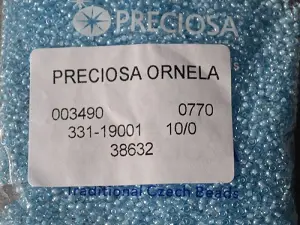 PRECIOSA
PRECIOSA ORNELA
003490 0770
331-19001 10/0
38632
Traditional Czech Beads